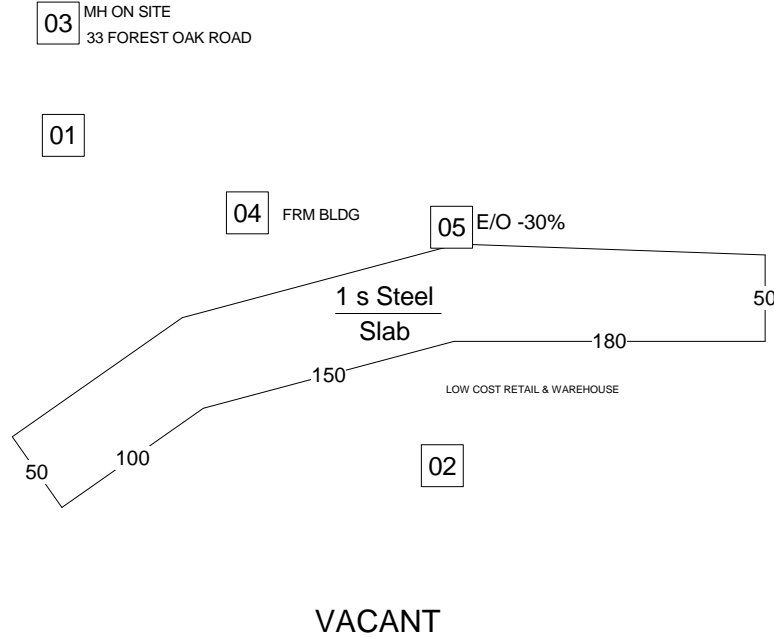 03 MH ON SITE
33 FOREST OAK ROAD
01
04 FRM BLDG
05 E/O -30%
1 s Steel
Slab
50
180
150
LOW COST RETAIL & WAREHOUSE
100
50
02
VACANT